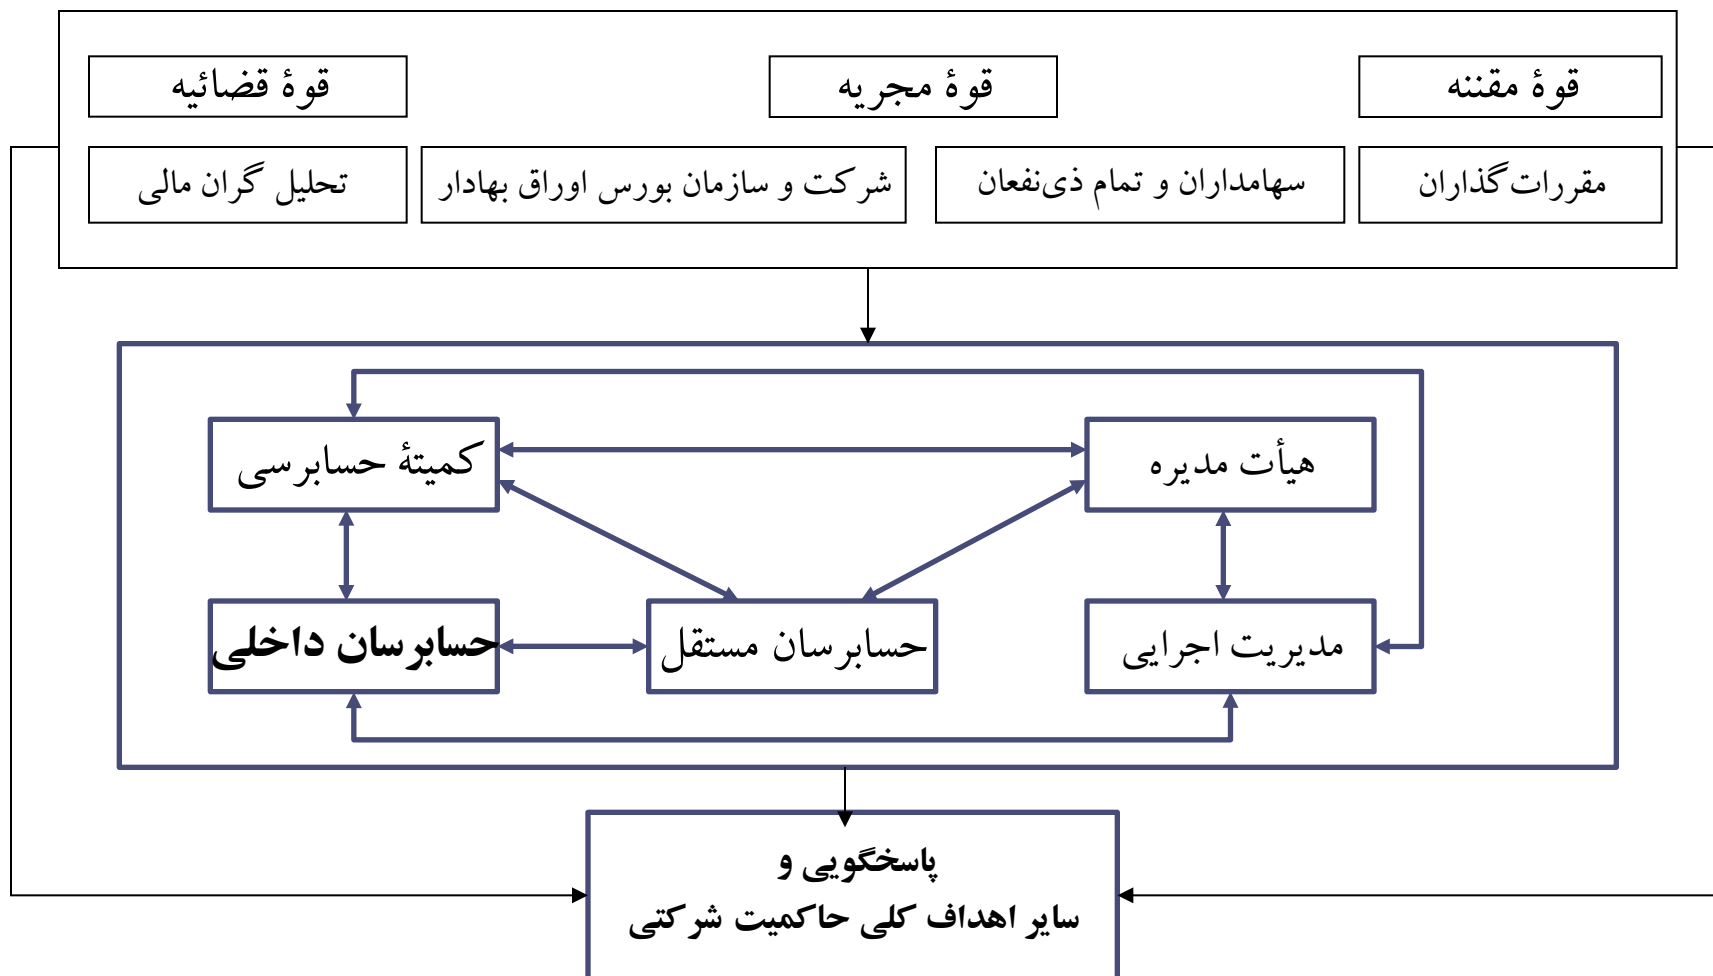 قوۀ مقننه
قوۀ مجریه
قوۀ قضائیه
مقررات‌گذاران
سهامداران و تمام ذی‌نفعان
شرکت و سازمان بورس اوراق بهادار
تحلیل گران مالی
هیأت مدیره
کمیتۀ حسابرسی
مدیریت اجرایی
حسابرسان مستقل
حسابرسان داخلی
پاسخگویی و
سایر اهداف کلی حاکمیت شرکتی